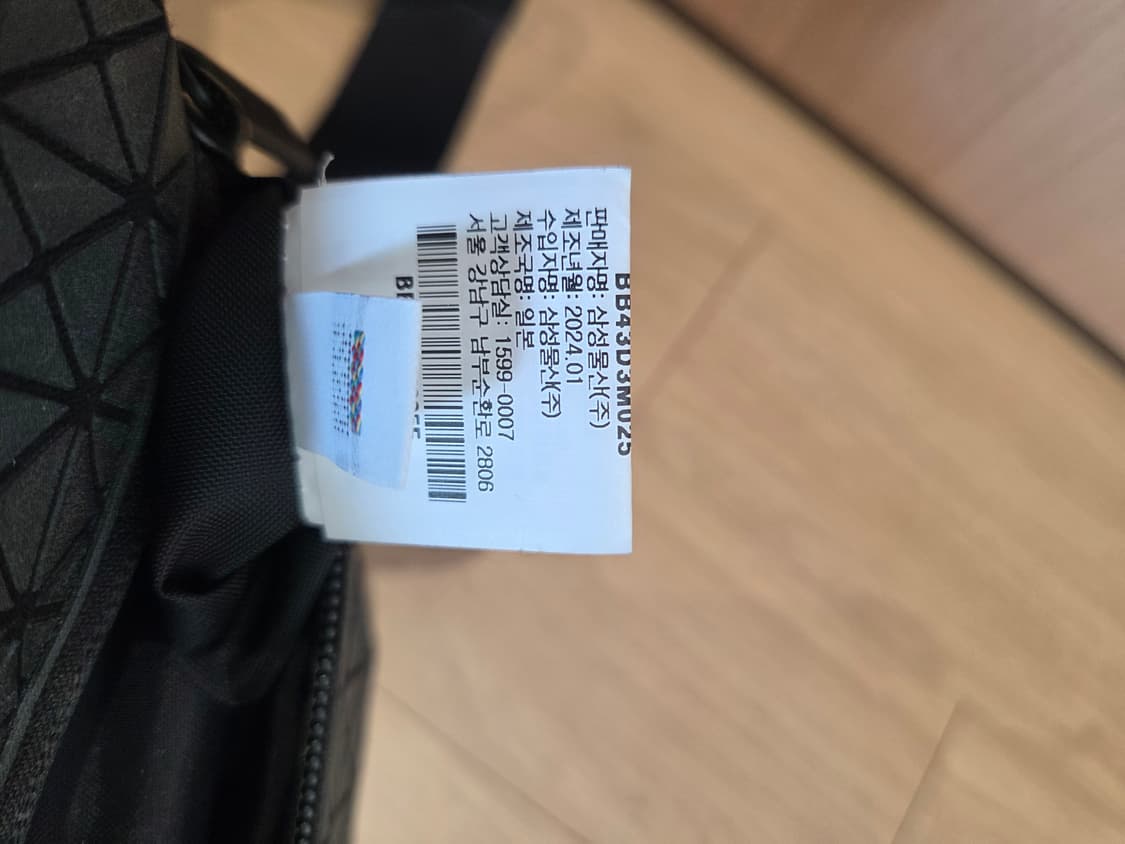 BB43D3M025
판매자명: 삼성물산(주)
제조년월: 2024.01
수입자명: 삼성물산(주)
제조국명: 일본
고객상담실: 1599-0007
서울 강남구 남부순환로 2806